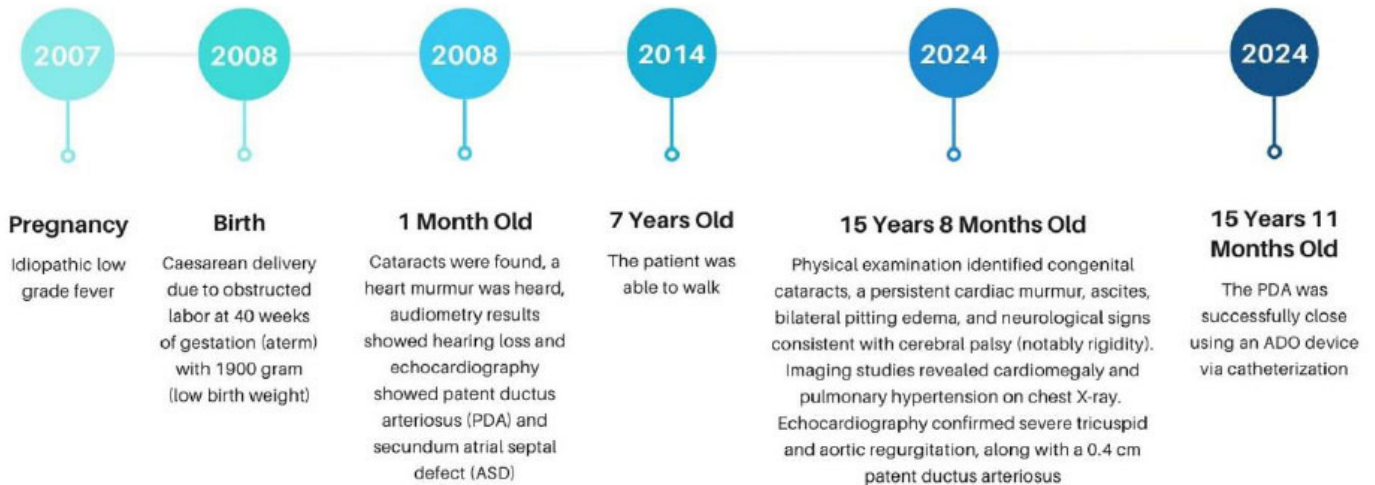 2007
2008
2008
2014
2024
2024
Pregnancy
Idiopathic low
grade fever
Birth
Caesarean delivery
due to obstructed
labor at 40 weeks
of gestation (aterm)
with 1900 gram
(low birth weight)
1 Month Old
Cataracts were found, a
heart murmur was heard,
audiometry results
showed hearing loss and
echocardiography
showed patent ductus
arteriosus (PDA) and
secundum atrial septal
defect (ASD)
7 Years Old
The patient was
able to walk
15 Years 8 Months Old
Physical examination identified congenital
cataracts, a persistent cardiac murmur, ascites,
bilateral pitting edema, and neurological signs
consistent with cerebral palsy (notably rigidity).
Imaging studies revealed cardiomegaly and
pulmonary hypertension on chest X-ray.
Echocardiography confirmed severe tricuspid
and aortic regurgitation, along with a 0.4 cm
patent ductus arteriosus
15 Years 11
Months Old
The PDA was
successfully close
using an ADO device
via catheterization